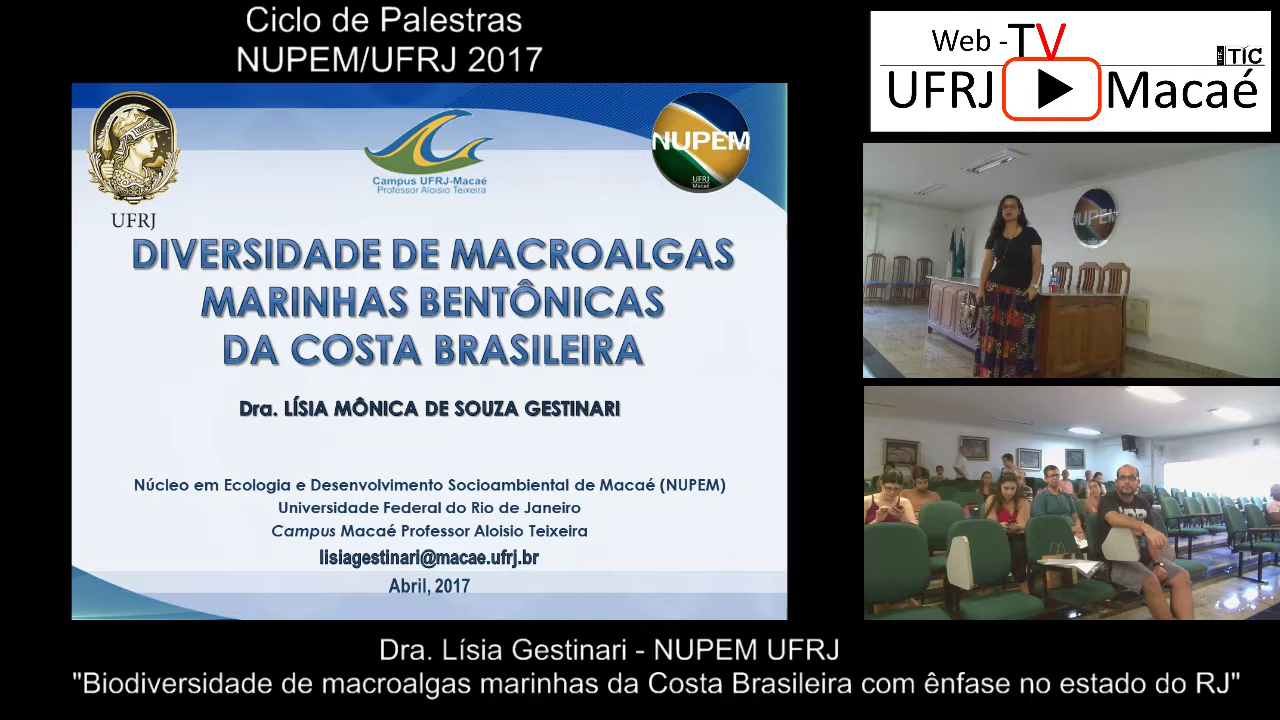 Ciclo de Palestras
NUPEM/UFRJ 2017
Web -TV
TIC
UFRJ Macaé
NUPEM
UFRJ
Macaé
Campus UFRJ-Macaé
Professor Aloisio Teixeira
UFRJ
DIVERSIDADE DE MACROALGAS
MARINHAS BENTÔNICAS
DA COSTA BRASILEIRA
Dra. LÍSIA MÔNICA DE SOUZA GESTINARI
Núcleo em Ecologia e Desenvolvimento Socioambiental de Macaé (NUPEM)
Universidade Federal do Rio de Janeiro
Campus Macaé Professor Aloisio Teixeira
lisiagestinari@macae.ufrj.br
Abril, 2017
NUPEM
Dra. Lísia Gestinari - NUPEM UFRJ
"Biodiversidade de macroalgas marinhas da Costa Brasileira com ênfase no estado do RJ"